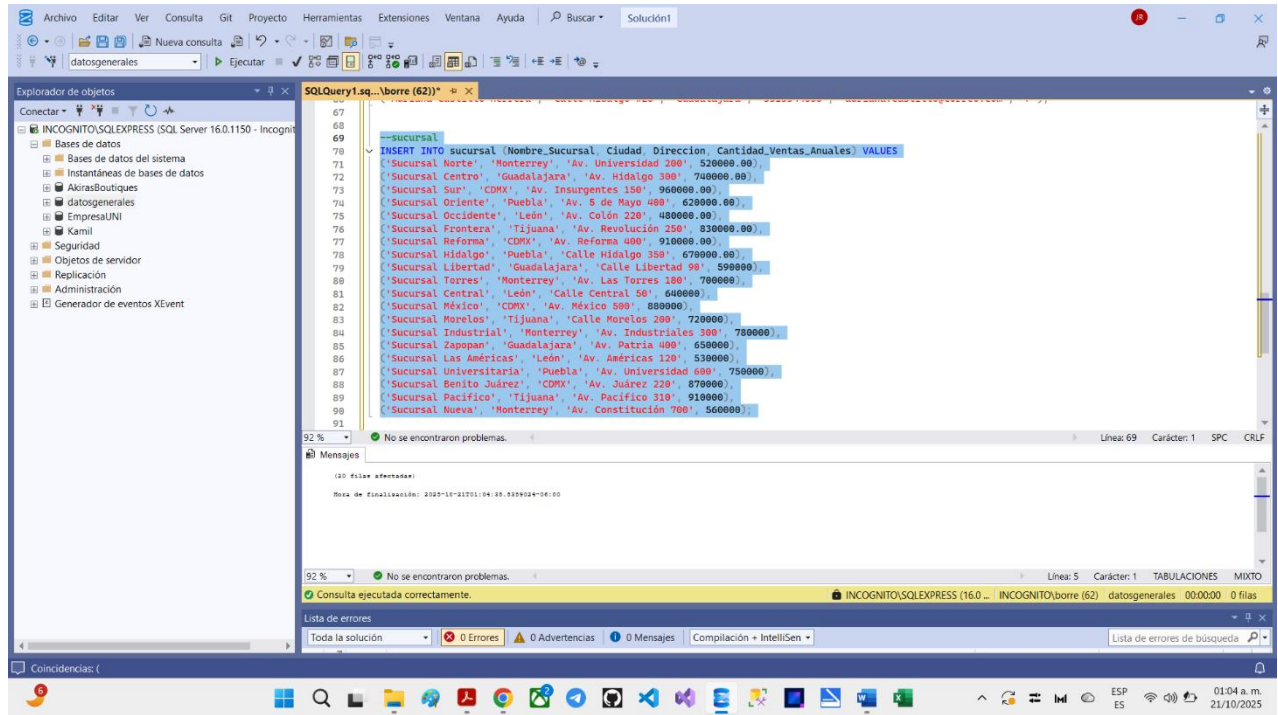 Archivo Editar Ver Consulta Git Proyecto Herramientas Extensiones Ventana Ayuda Buscar Solución1 JR
Nueva consulta
datosgenerales Ejecutar
Explorador de objetos
Conectar
INCOGNITO\SQLEXPRESS (SQL Server 16.0.1150 - Incognit
Bases de datos
Bases de datos del sistema
Instantáneas de bases de datos
AkirasBoutiques
datosgenerales
EmpresaUNI
Kamil
Seguridad
Objetos de servidor
Replicación
Administración
Generador de eventos XEvent
SQLQuery1.sq...\borre (62))*
67
68
69 --sucursal
70 INSERT INTO sucursal (Nombre_Sucursal, Ciudad, Direccion, Cantidad_Ventas_Anuales) VALUES
71 ('Sucursal Norte', 'Monterrey', 'Av. Universidad 200', 520000.00),
72 ('Sucursal Centro', 'Guadalajara', 'Av. Hidalgo 300', 740000.00),
73 ('Sucursal Sur', 'CDMX', 'Av. Insurgentes 150', 960000.00),
74 ('Sucursal Oriente', 'Puebla', 'Av. 5 de Mayo 400', 620000.00),
75 ('Sucursal Occidente', 'León', 'Av. Colón 220', 480000.00),
76 ('Sucursal Frontera', 'Tijuana', 'Av. Revolución 250', 830000.00),
77 ('Sucursal Reforma', 'CDMX', 'Av. Reforma 400', 910000.00),
78 ('Sucursal Hidalgo', 'Puebla', 'Calle Hidalgo 350', 670000.00),
79 ('Sucursal Libertad', 'Guadalajara', 'Calle Libertad 90', 590000),
80 ('Sucursal Torres', 'Monterrey', 'Av. Las Torres 180', 700000),
81 ('Sucursal Central', 'León', 'Calle Central 50', 640000),
82 ('Sucursal México', 'CDMX', 'Av. México 500', 880000),
83 ('Sucursal Morelos', 'Tijuana', 'Calle Morelos 200', 720000),
84 ('Sucursal Industrial', 'Monterrey', 'Av. Industriales 300', 780000),
85 ('Sucursal Zapopan', 'Guadalajara', 'Av. Patria 400', 650000),
86 ('Sucursal Las Américas', 'León', 'Av. Américas 120', 530000),
87 ('Sucursal Universitaria', 'Puebla', 'Av. Universidad 600', 750000),
88 ('Sucursal Benito Juárez', 'CDMX', 'Av. Juárez 220', 870000),
89 ('Sucursal Pacífico', 'Tijuana', 'Av. Pacífico 310', 910000),
90 ('Sucursal Nueva', 'Monterrey', 'Av. Constitución 700', 560000);
91
92 % No se encontraron problemas. Línea: 69 Carácter: 1 SPC CRLF
Mensajes
(20 filas afectadas)
Hora de finalización: 2025-10-21T01:04:35.8359024-06:00
92 % No se encontraron problemas. Línea: 5 Carácter: 1 TABULACIONES MIXTO
Consulta ejecutada correctamente. INCOGNITO\SQLEXPRESS (16.0 ... INCOGNITO\borre (62) datosgenerales 00:00:00 0 filas
Lista de errores
Toda la solución 0 Errores 0 Advertencias 0 Mensajes Compilación + IntelliSen Lista de errores de búsqueda
Coincidencias: (
6 2 ESP 01:04 a. m.
ES 21/10/2025